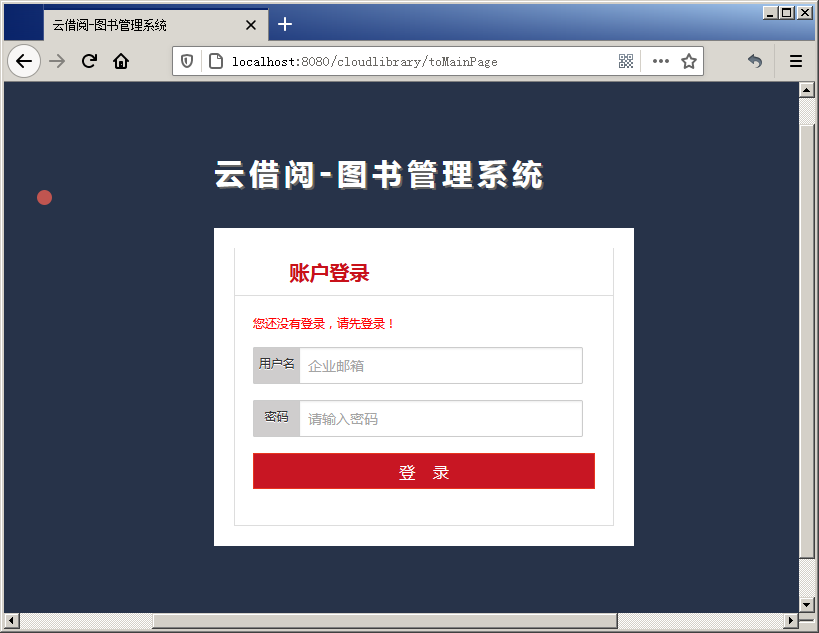 云借阅-图书管理系统
localhost:8080/cloudlibrary/toMainPage
云借阅-图书管理系统
账户登录
您还没有登录，请先登录！
用户名 企业邮箱
密码 请输入密码
登 录